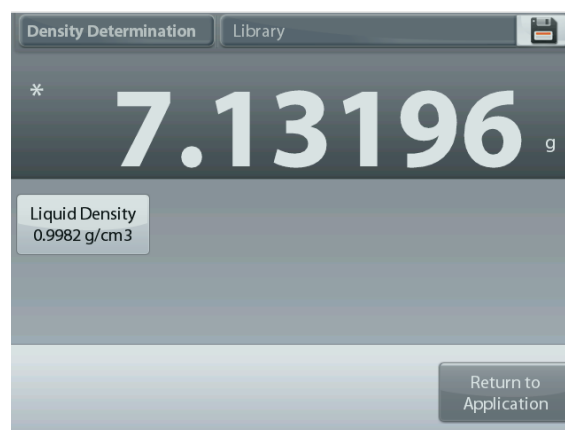 Density Determination Library
* 7.13196 g
Liquid Density
0.9982 g/cm3
Return to
Application